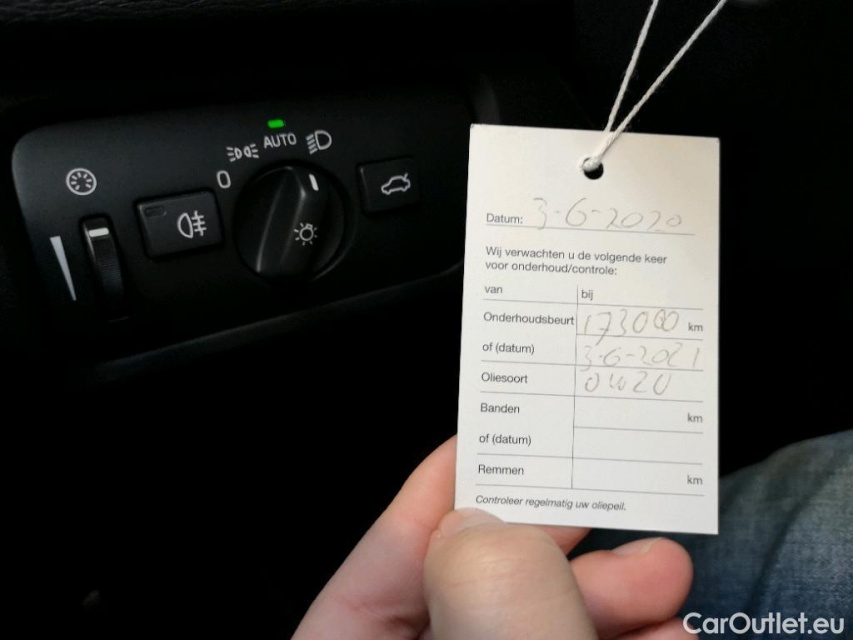 AUTO
0
Datum: 3-6-2020
Wij verwachten u de volgende keer
voor onderhoud/controle:
van bij
Onderhoudsbeurt 173000 km
of (datum) 3-6-2021
Oliesoort 0W20
Banden km
of (datum)
Remmen km
Controleer regelmatig uw oliepeil.
CarOutlet.eu